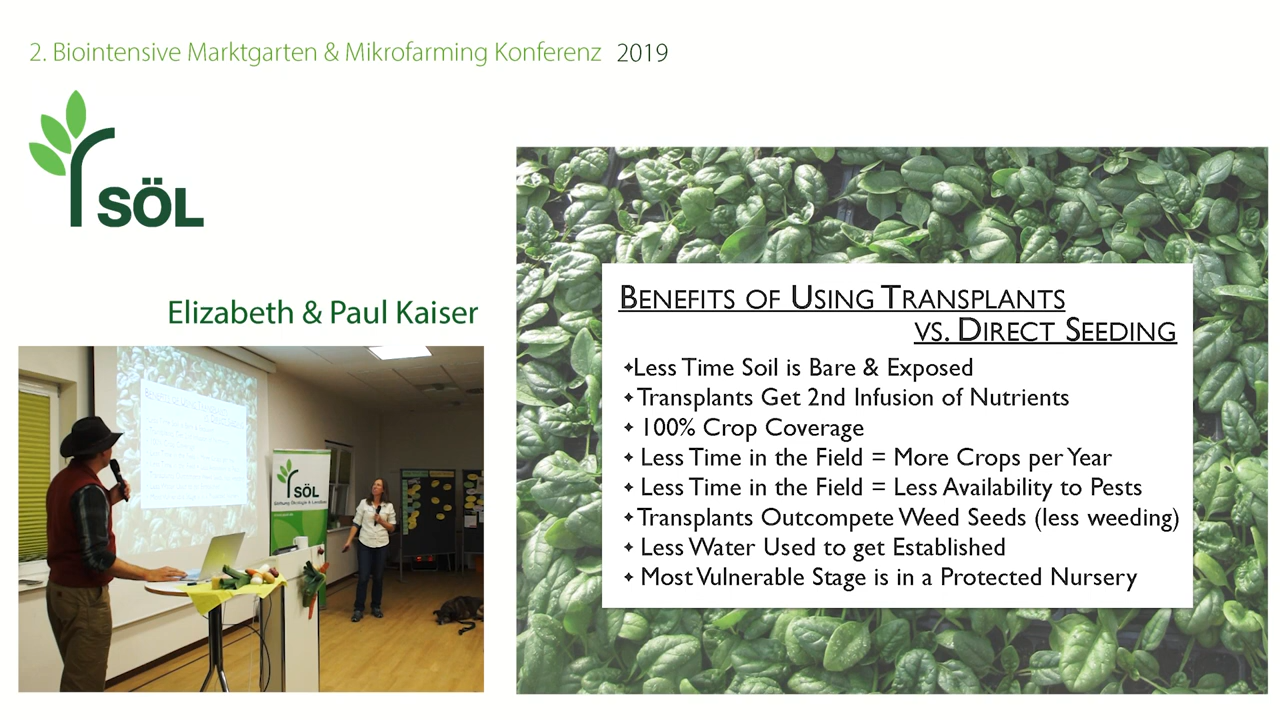 2. Biointensive Marktgarten & Mikrofarming Konferenz 2019
SÖL
Elizabeth & Paul Kaiser
BENEFITS OF USING TRANSPLANTS
VS. DIRECT SEEDING
✦Less Time Soil is Bare & Exposed
✦ Transplants Get 2nd Infusion of Nutrients
✦ 100% Crop Coverage
✦ Less Time in the Field = More Crops per Year
✦ Less Time in the Field = Less Availability to Pests
✦ Transplants Outcompete Weed Seeds (less weeding)
✦ Less Water Used to get Established
✦ Most Vulnerable Stage is in a Protected Nursery
SÖL